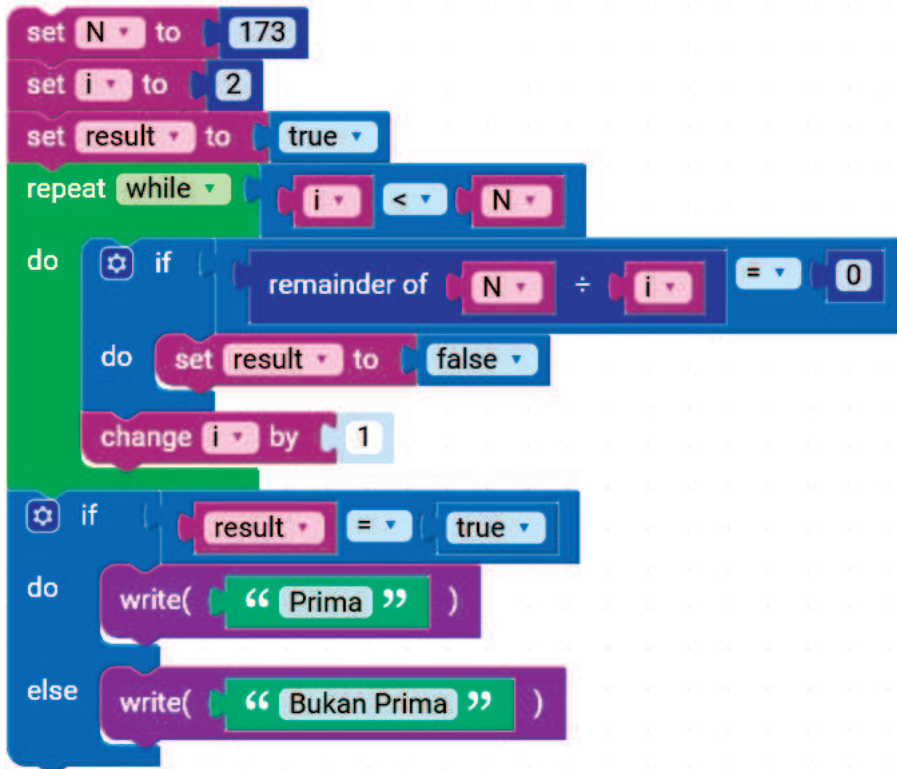 set N to 173
set i to 2
set result to true
repeat while i < N
do if remainder of N ÷ i = 0
do set result to false
change i by 1
if result = true
do write( “ Prima ” )
else write( “ Bukan Prima ” )